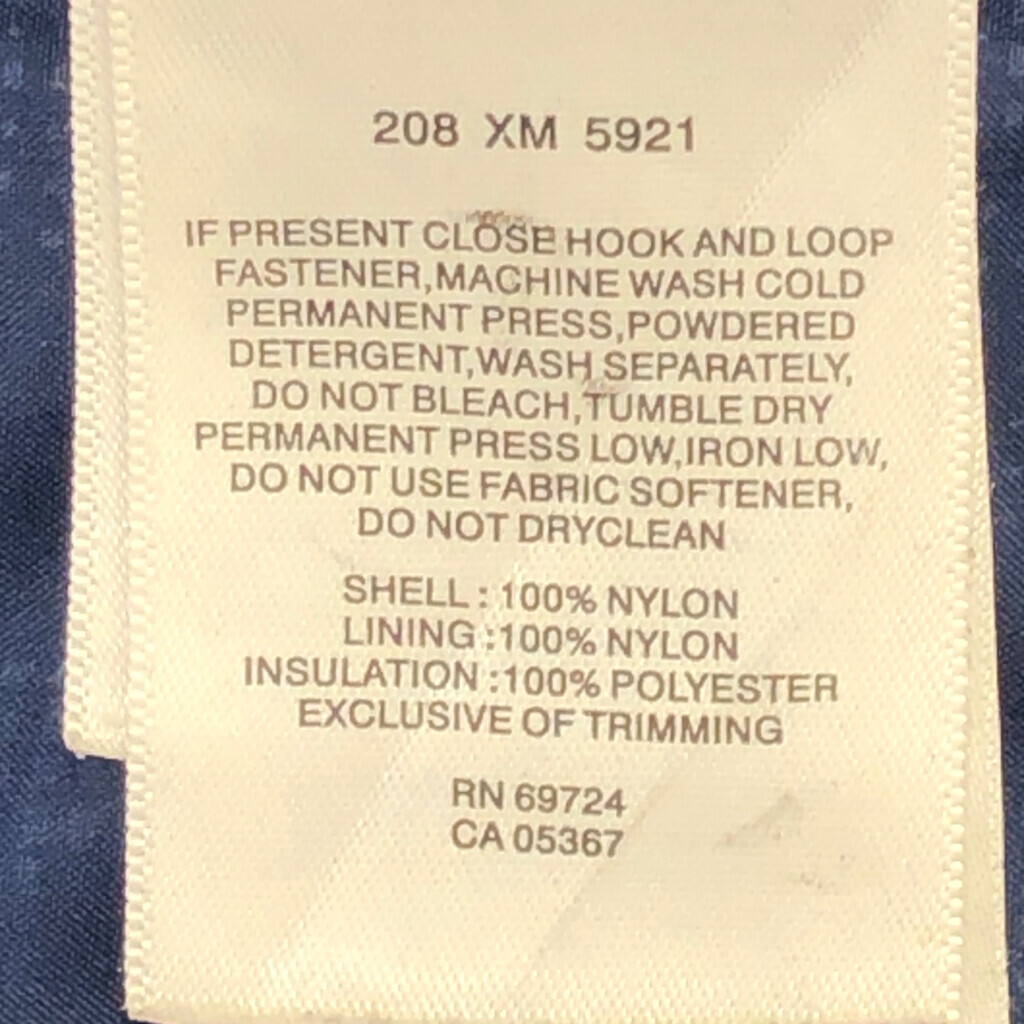 208 XM 5921
IF PRESENT CLOSE HOOK AND LOOP
FASTENER,MACHINE WASH COLD
PERMANENT PRESS,POWDERED
DETERGENT,WASH SEPARATELY,
DO NOT BLEACH,TUMBLE DRY
PERMANENT PRESS LOW,IRON LOW,
DO NOT USE FABRIC SOFTENER,
DO NOT DRYCLEAN
SHELL : 100% NYLON
LINING :100% NYLON
INSULATION :100% POLYESTER
EXCLUSIVE OF TRIMMING
RN 69724
CA 05367